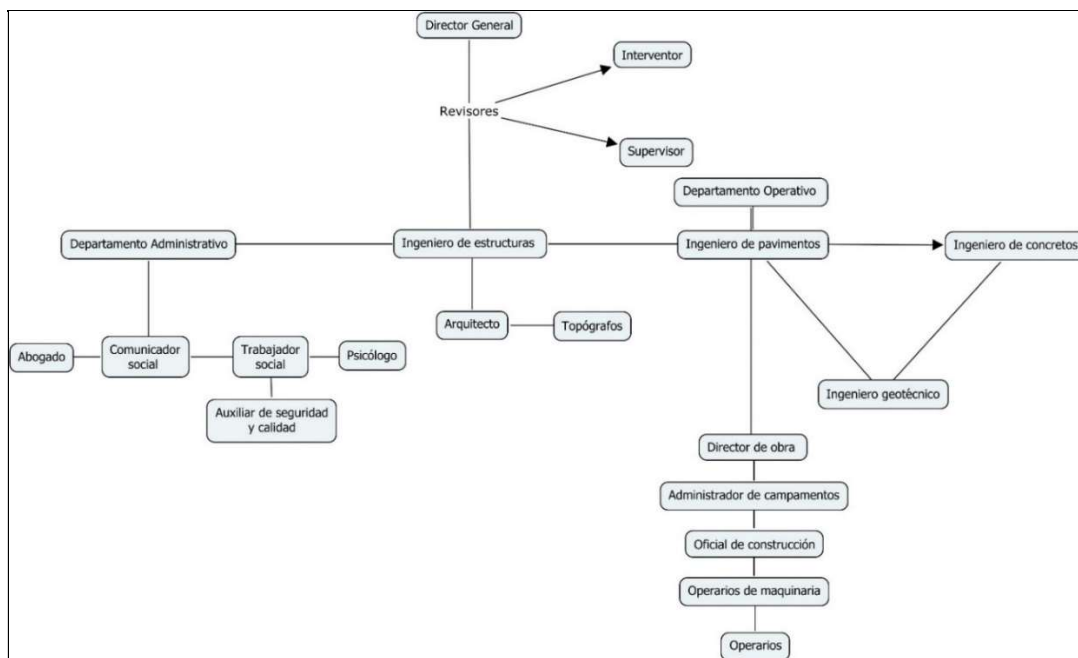 Director General
Interventor
Revisores
Supervisor
Departamento Operativo
Departamento Administrativo
Ingeniero de estructuras
Ingeniero de pavimentos
Ingeniero de concretos
Arquitecto
Topógrafos
Abogado
Comunicador
social
Trabajador
social
Psicólogo
Auxiliar de seguridad
y calidad
Ingeniero geotécnico
Director de obra
Administrador de campamentos
Oficial de construcción
Operarios de maquinaria
Operarios